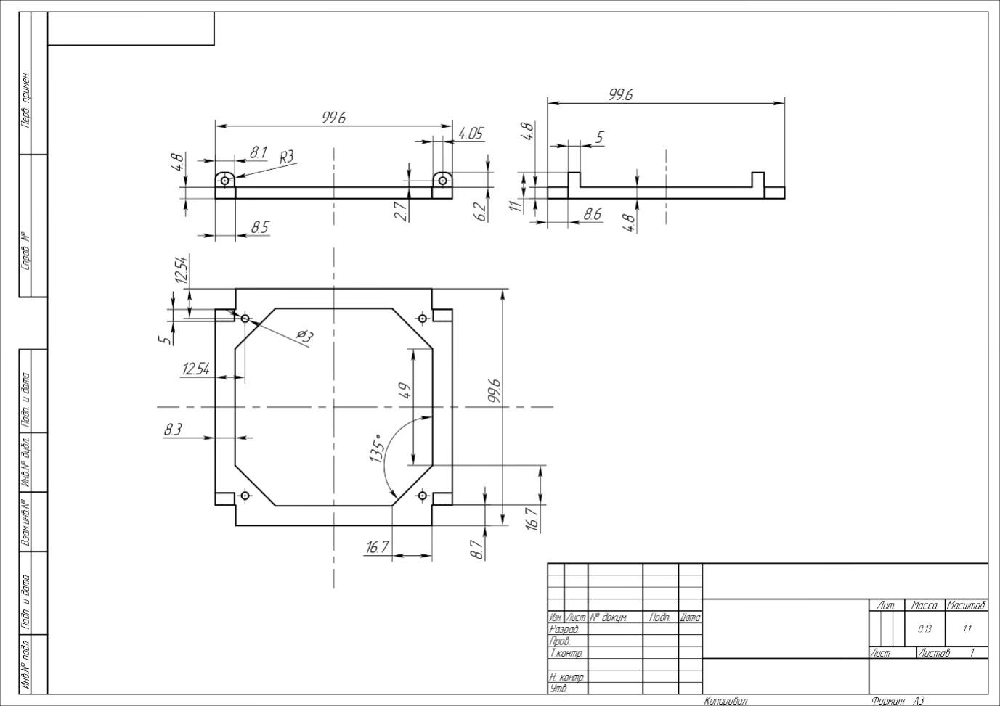 99.6
99.6
4.05
4.8
5
4.8
8.1
R3
11
2.7
6.2
8.6
4.8
8.5
12.54
5
⌀3
12.54
49
99.6
8.3
135°
16.7
16.7
8.7
Перв. примен.
Справ. №
Подп. и дата
Инв.№ дубл.
Взам.инв.№
Подп. и дата
Инв.№ подл.
Лит Масса Масштаб
Изм. Лист № докум. Подп. Дата
Разраб
Пров.
Т.контр.
0.13 1:1
Лист Листов 1
Н. контр.
Утв
Копировал Формат А3